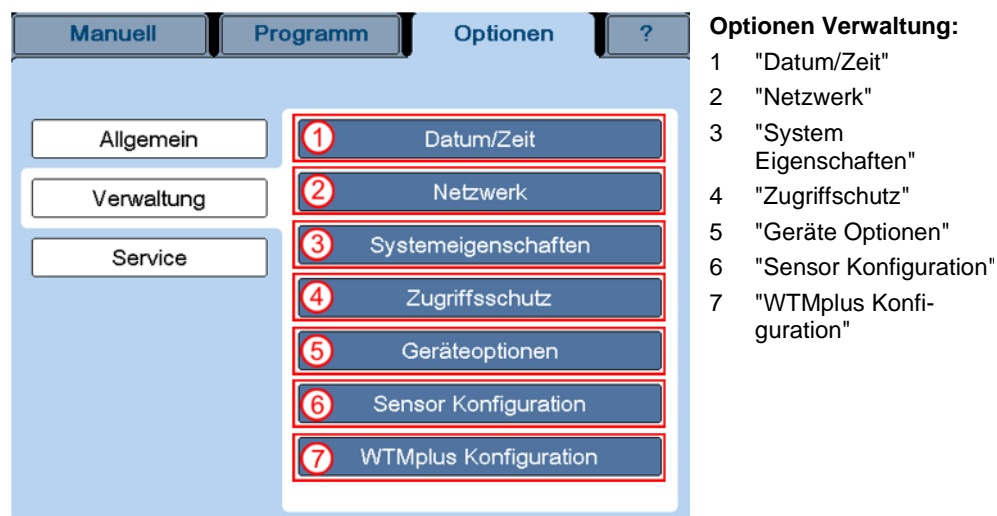 Manuell Programm Optionen ?
Allgemein
Verwaltung
Service
1 Datum/Zeit
2 Netzwerk
3 Systemeigenschaften
4 Zugriffsschutz
5 Geräteoptionen
6 Sensor Konfiguration
7 WTMplus Konfiguration
Optionen Verwaltung:
1 "Datum/Zeit"
2 "Netzwerk"
3 "System
Eigenschaften"
4 "Zugriffschutz"
5 "Geräte Optionen"
6 "Sensor Konfiguration"
7 "WTMplus Konfi-
guration"